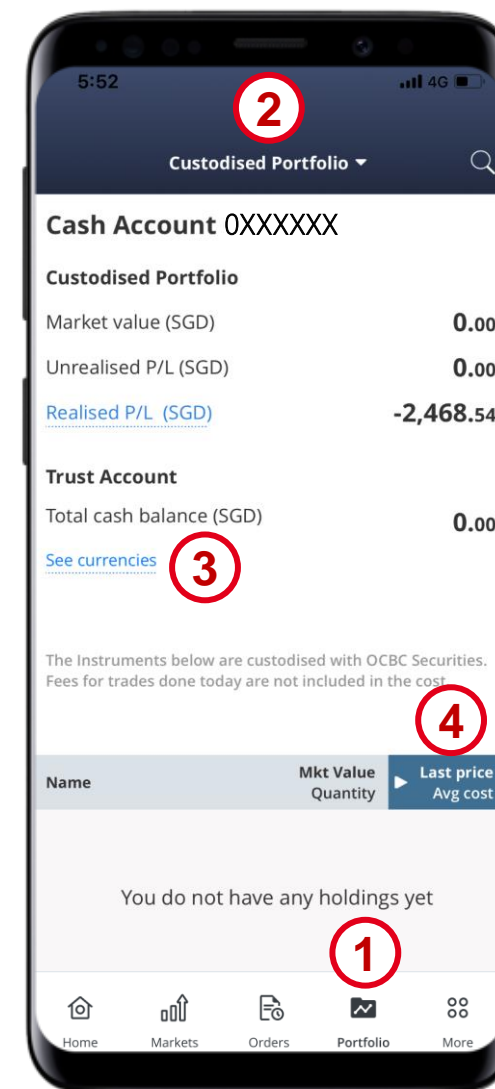 5:52
4G
2
Custodised Portfolio
Cash Account 0XXXXXX
Custodised Portfolio
Market value (SGD) 0.00
Unrealised P/L (SGD) 0.00
Realised P/L (SGD) -2,468.54
Trust Account
Total cash balance (SGD) 0.00
See currencies
3
The Instruments below are custodised with OCBC Securities.
Fees for trades done today are not included in the cost
4
Name Mkt Value Last price
Quantity Avg cost
You do not have any holdings yet
1
Home Markets Orders Portfolio More